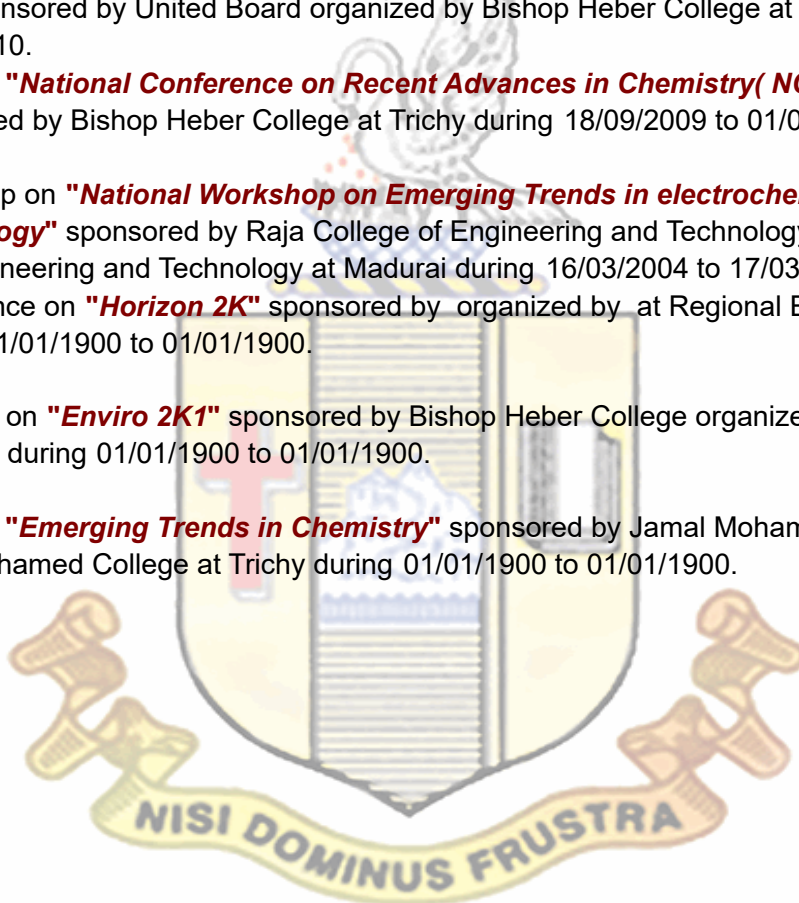 nsored by United Board organized by Bishop Heber College at
10.
"National Conference on Recent Advances in Chemistry( NC
ed by Bishop Heber College at Trichy during 18/09/2009 to 01/0
p on "National Workshop on Emerging Trends in electroche
ogy" sponsored by Raja College of Engineering and Technology
neering and Technology at Madurai during 16/03/2004 to 17/03
nce on "Horizon 2K" sponsored by  organized by  at Regional E
1/01/1900 to 01/01/1900.
on "Enviro 2K1" sponsored by Bishop Heber College organize
during 01/01/1900 to 01/01/1900.
"Emerging Trends in Chemistry" sponsored by Jamal Moham
hamed College at Trichy during 01/01/1900 to 01/01/1900.
NISI DOMINUS FRUSTRA